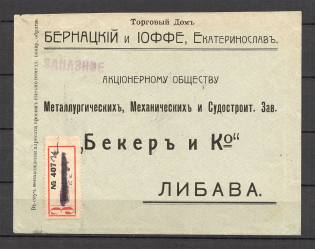 Торговый Домъ
БЕРНАЦКІЙ и ІОФФЕ, Екатеринославъ.
ЗАКАЗНОЕ
АКЦІОНЕРНОМУ ОБЩЕСТВУ
Металлургическихъ, Механическихъ и Судостроит. Зав.
„Бекеръ и Ко“
ЛИБАВА.
№ 407